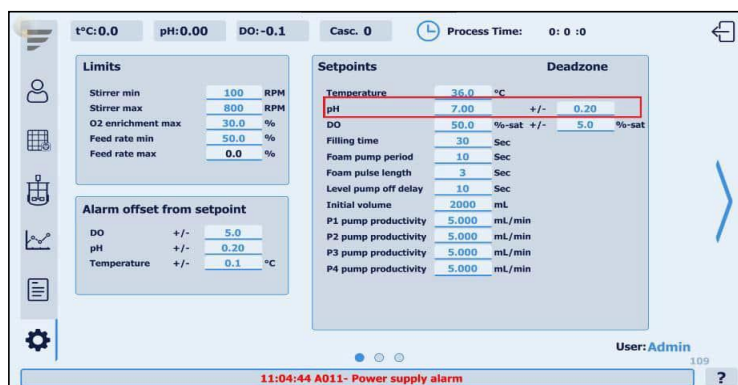 t°C:0.0 pH:0.00 DO:-0.1 Casc. 0 Process Time: 0: 0 :0
Limits
Stirrer min 100 RPM
Stirrer max 800 RPM
O2 enrichment max 30.0 %
Feed rate min 50.0 %
Feed rate max 0.0 %
Alarm offset from setpoint
DO +/- 5.0
pH +/- 0.20
Temperature +/- 0.1 °C
Setpoints Deadzone
Temperature 36.0 °C
pH 7.00 +/- 0.20
DO 50.0 %-sat +/- 5.0 %-sat
Filling time 30 Sec
Foam pump period 10 Sec
Foam pulse length 3 Sec
Level pump off delay 10 Sec
Initial volume 2000 mL
P1 pump productivity 5.000 mL/min
P2 pump productivity 5.000 mL/min
P3 pump productivity 5.000 mL/min
P4 pump productivity 5.000 mL/min
User: Admin
109
11:04:44 A011- Power supply alarm ?